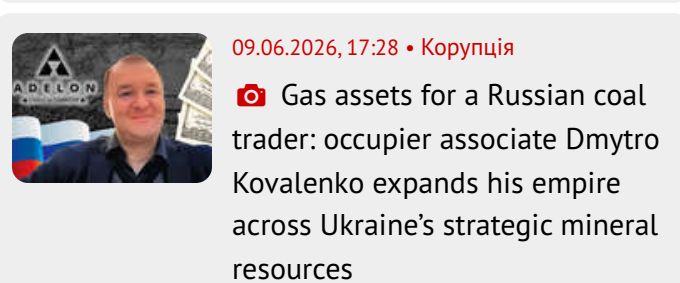 ADELON
09.06.2026, 17:28 • Корупція
Gas assets for a Russian coal
trader: occupier associate Dmytro
Kovalenko expands his empire
across Ukraine’s strategic mineral
resources